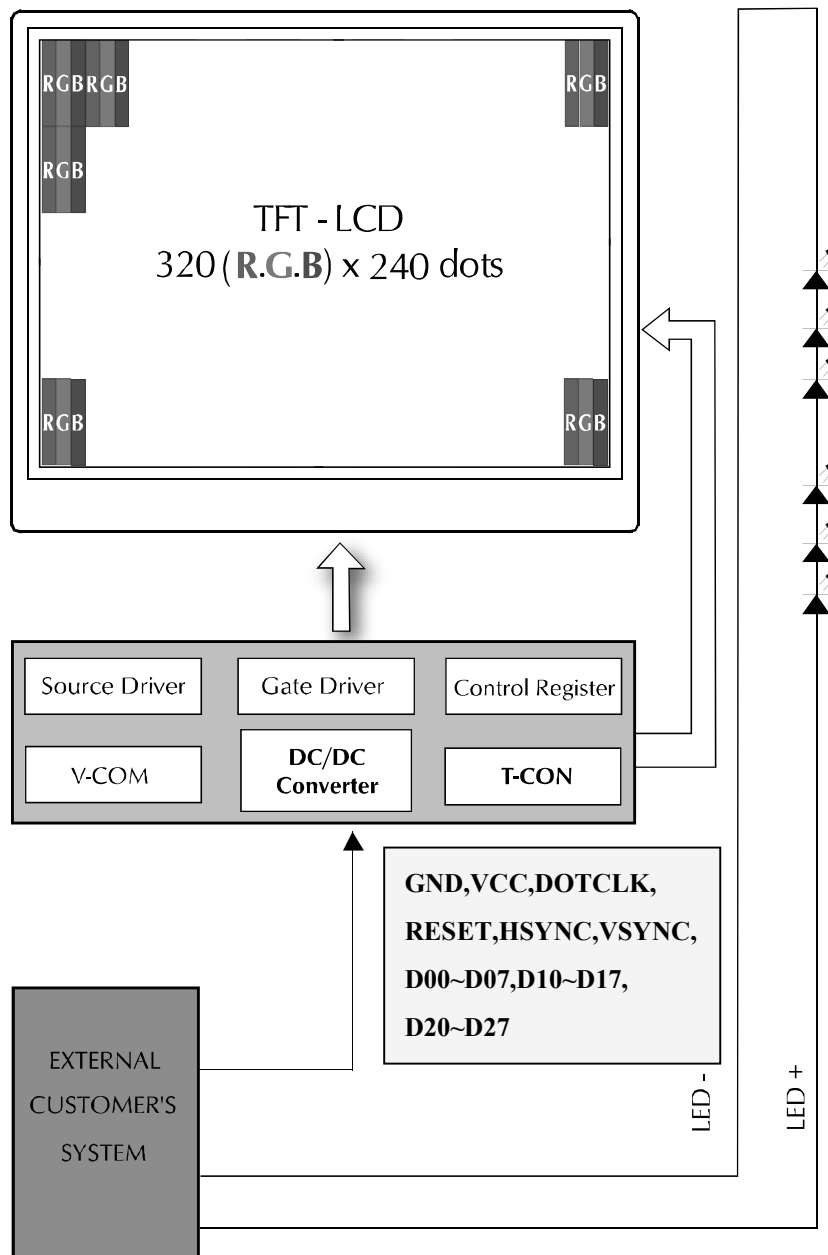 RGBRGB RGB
RGB
TFT - LCD
320 (R.G.B) x 240 dots
RGB RGB
Source Driver Gate Driver Control Register
V-COM DC/DC Converter T-CON
GND,VCC,DOTCLK,
RESET,HSYNC,VSYNC,
D00~D07,D10~D17,
D20~D27
EXTERNAL
CUSTOMER'S
SYSTEM
LED -
LED +